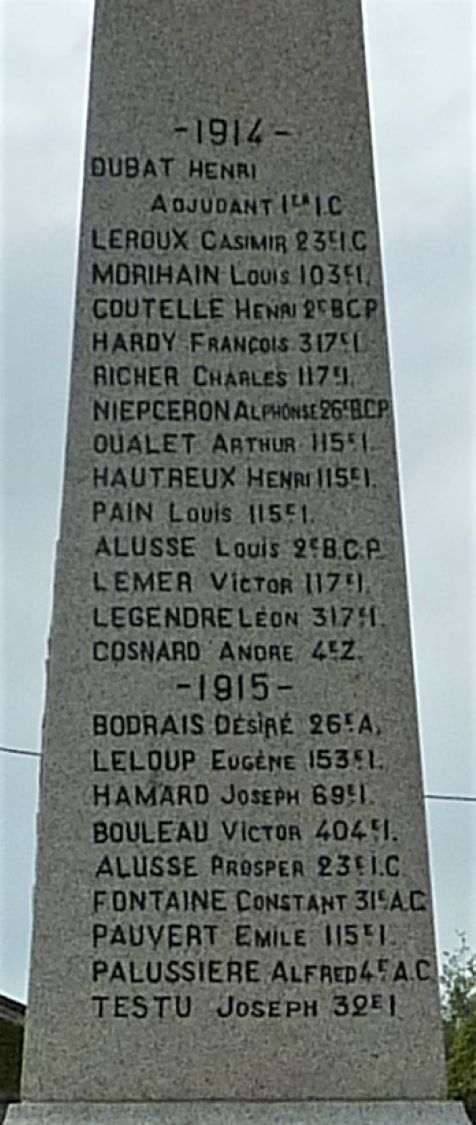 -1914-
DUBAT HENRI
ADJUDANT 1ER I.C
LEROUX CASIMIR 23E I.C
MORIHAIN LOUIS 103E I.
COUTELLE HENRI 2E B.C.P
HARDY FRANÇOIS 317E I.
RICHER CHARLES 117E I.
NIEPCERON ALPHONSE 26E B.C.P
OUALET ARTHUR 115E I.
HAUTREUX HENRI 115E I.
PAIN LOUIS 115E I.
ALUSSE LOUIS 2E B.C.P.
LEMER VICTOR 117E I.
LEGENDRE LÉON 317E I.
COSNARD ANDRE 4E Z.
-1915-
BODRAIS DÉSIRÉ 26E A.
LELOUP EUGÈNE 153E I.
HAMARD JOSEPH 69E I.
BOULEAU VICTOR 404E I.
ALUSSE PROSPER 23E I.C
FONTAINE CONSTANT 31E A.C
PAUVERT EMILE 115E I.
PALUSSIERE ALFRED 4E A.C
TESTU JOSEPH 32E I